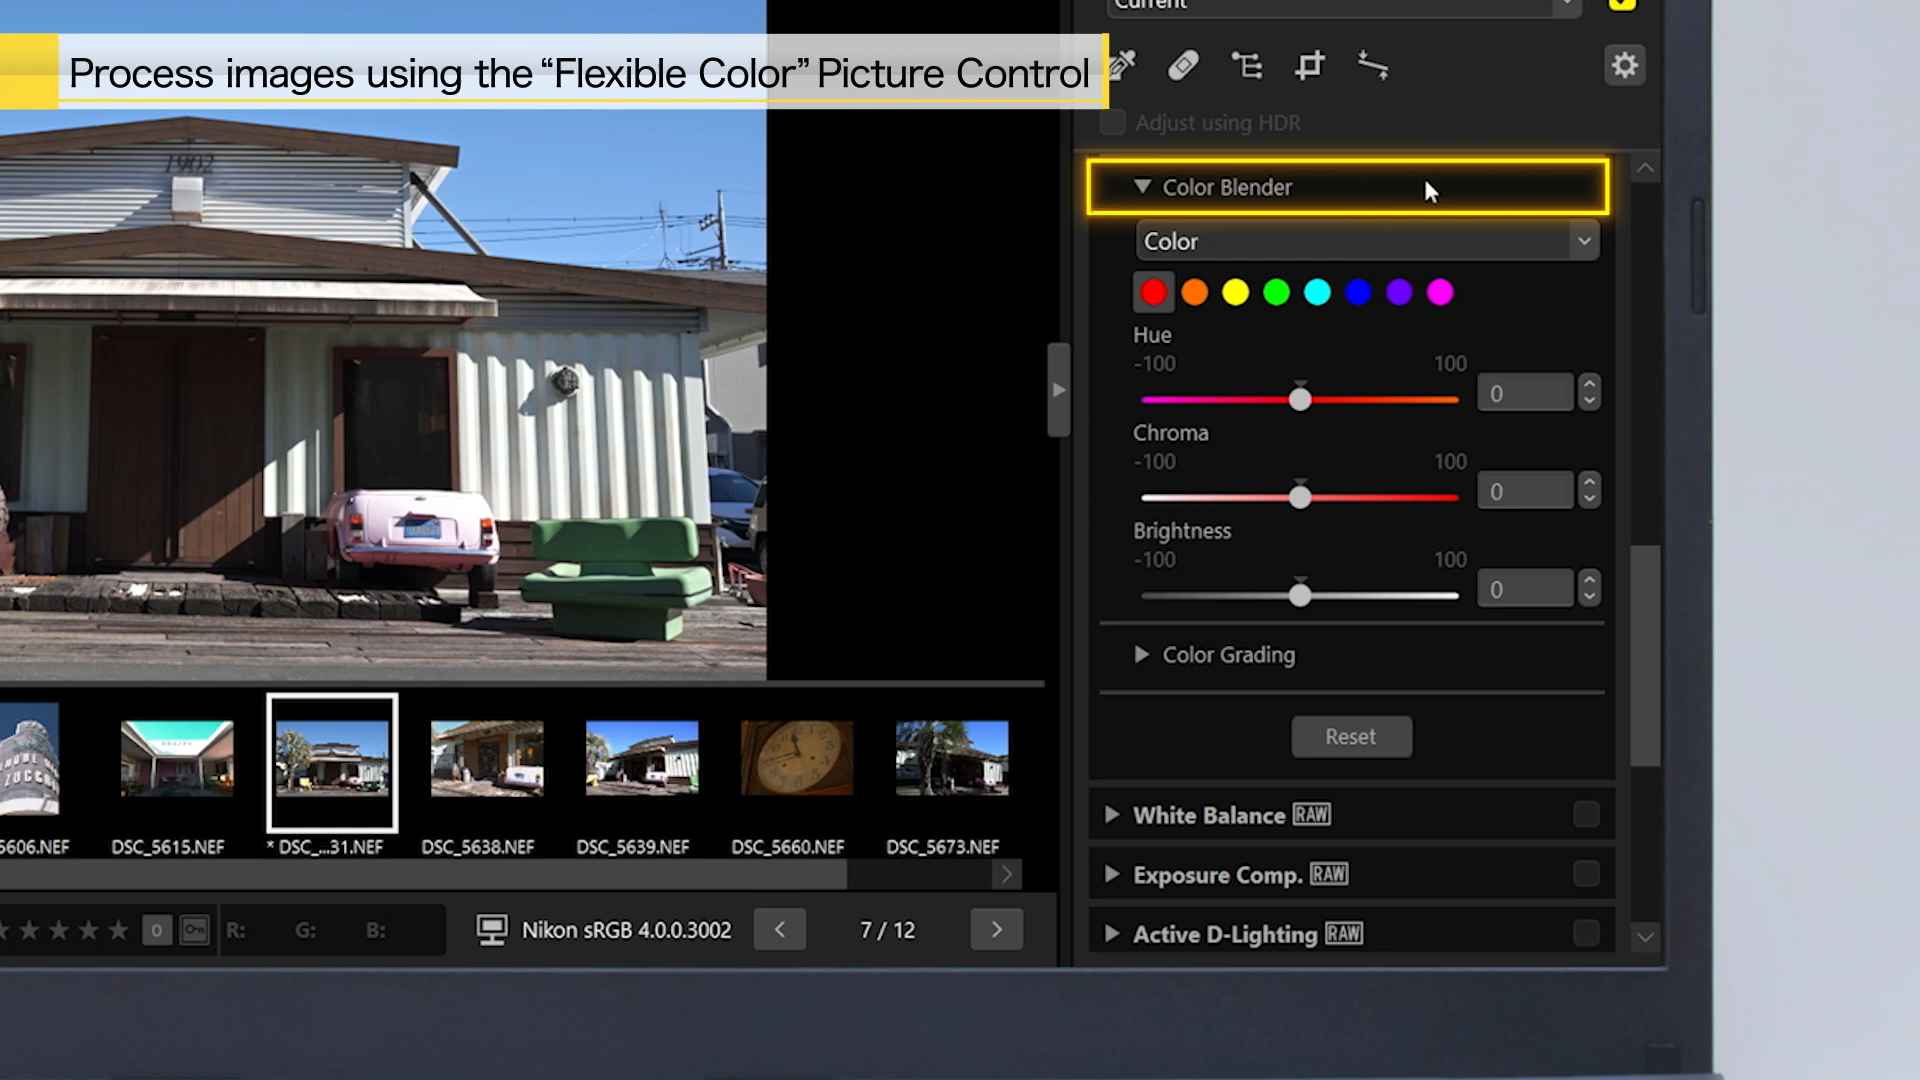 Current
Process images using the “Flexible Color” Picture Control
Adjust using HDR
1902
Color Blender
Color
Hue
-100 100
0
Chroma
-100 100
0
Brightness
-100 100
0
Color Grading
Reset
White Balance RAW
Exposure Comp. RAW
Active D-Lighting RAW
5606.NEF DSC_5615.NEF * DSC_...31.NEF DSC_5638.NEF DSC_5639.NEF DSC_5660.NEF DSC_5673.NEF
0 R: G: B: Nikon sRGB 4.0.0.3002 7 / 12